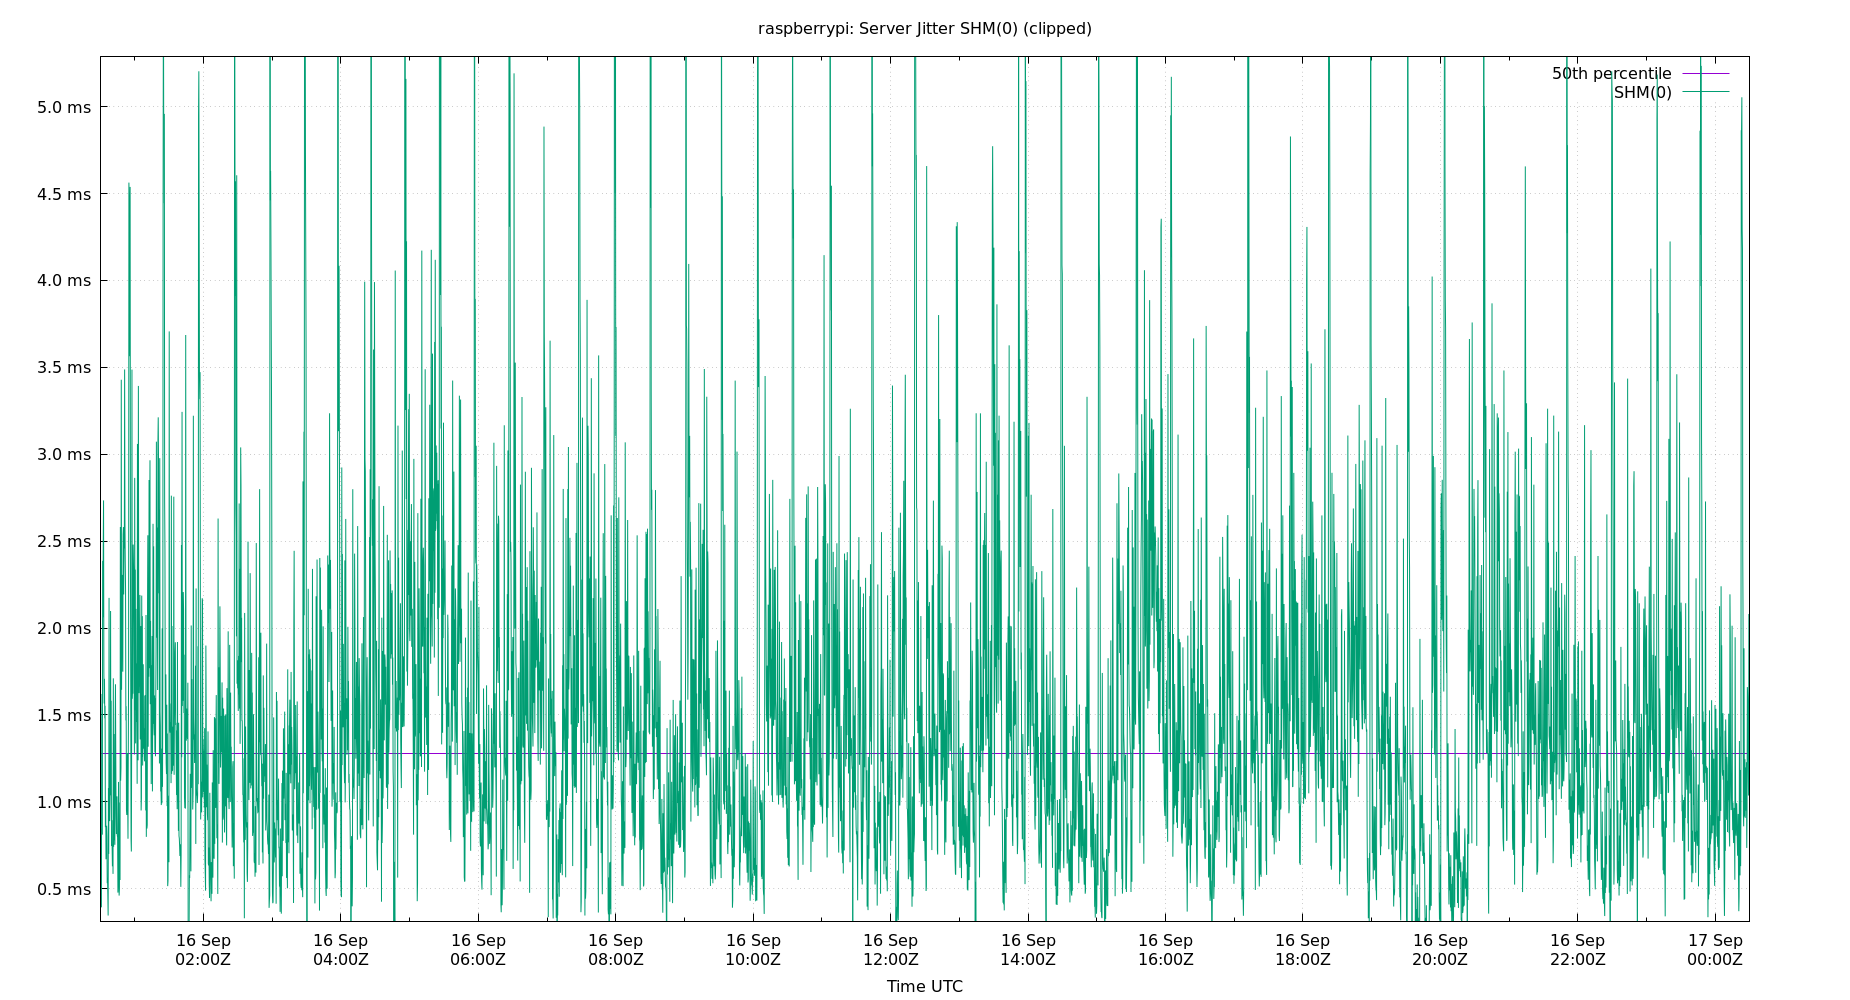 raspberrypi: Server Jitter SHM(0) (clipped)
50th percentile
SHM(0)
5.0 ms
4.5 ms
4.0 ms
3.5 ms
3.0 ms
2.5 ms
2.0 ms
1.5 ms
1.0 ms
0.5 ms
16 Sep 16 Sep 16 Sep 16 Sep 16 Sep 16 Sep 16 Sep 16 Sep 16 Sep 16 Sep 16 Sep 17 Sep
02:00Z 04:00Z 06:00Z 08:00Z 10:00Z 12:00Z 14:00Z 16:00Z 18:00Z 20:00Z 22:00Z 00:00Z
Time UTC